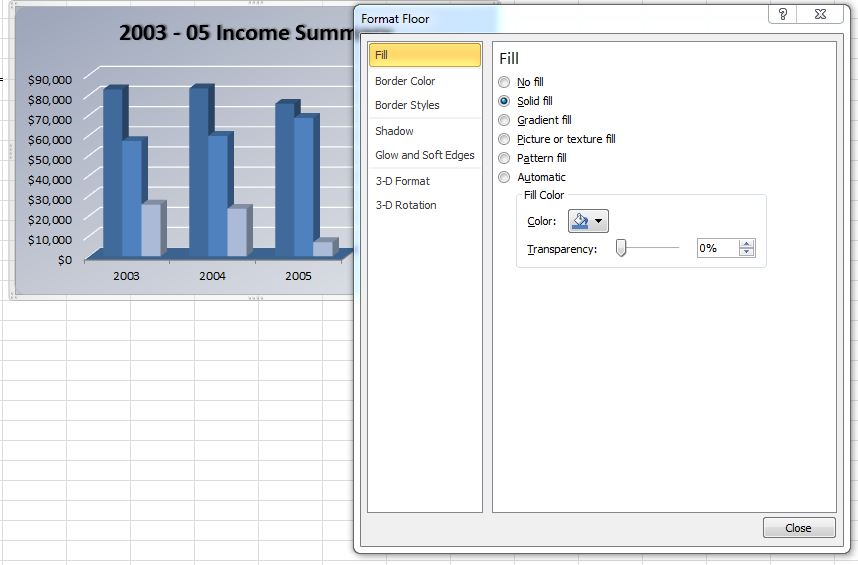 2003 - 05 Income Summ
$90,000
$80,000
$70,000
$60,000
$50,000
$40,000
$30,000
$20,000
$10,000
$0
2003
2004
2005
Format Floor
?
Fill
Border Color
Border Styles
Shadow
Glow and Soft Edges
3-D Format
3-D Rotation
Fill
No fill
Solid fill
Gradient fill
Picture or texture fill
Pattern fill
Automatic
Fill Color
Color:
Transparency:
0%
Close